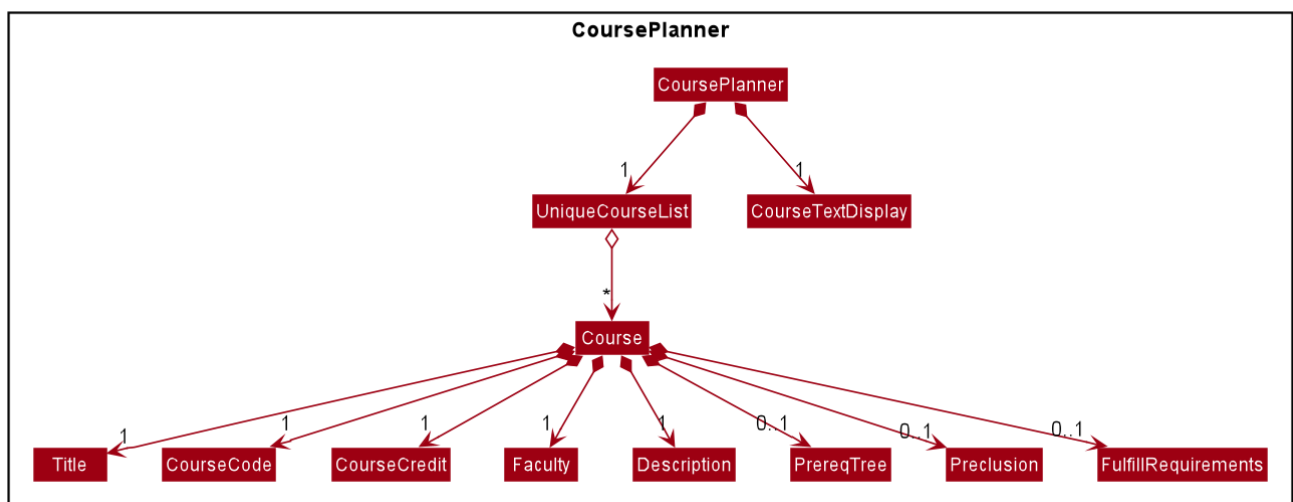 CoursePlanner
CoursePlanner
1
1
UniqueCourseList
CourseTextDisplay
*
Course
1
1
1
1
1
0..1
0..1
0..1
Title
CourseCode
CourseCredit
Faculty
Description
PrereqTree
Preclusion
FulfillRequirements